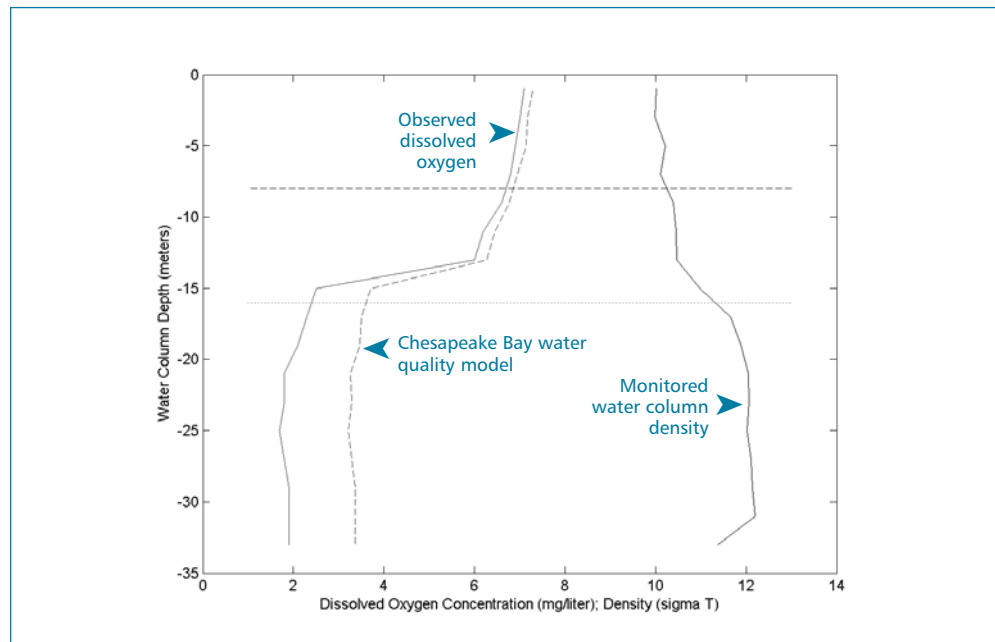 0
-5
-10
-15
-20
-25
-30
-35
Water Column Depth (meters)
Observed
dissolved
oxygen
Chesapeake Bay water
quality model
Monitored
water column
density
0 2 4 6 8 10 12 14
Dissolved Oxygen Concentration (mg/liter); Density (sigma T)